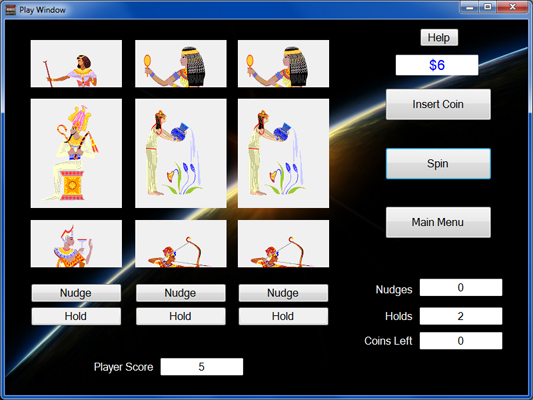 Play Window
Help
$6
Insert Coin
Spin
Main Menu
Nudge Nudge Nudge
Hold Hold Hold
Nudges 0
Holds 2
Coins Left 0
Player Score 5